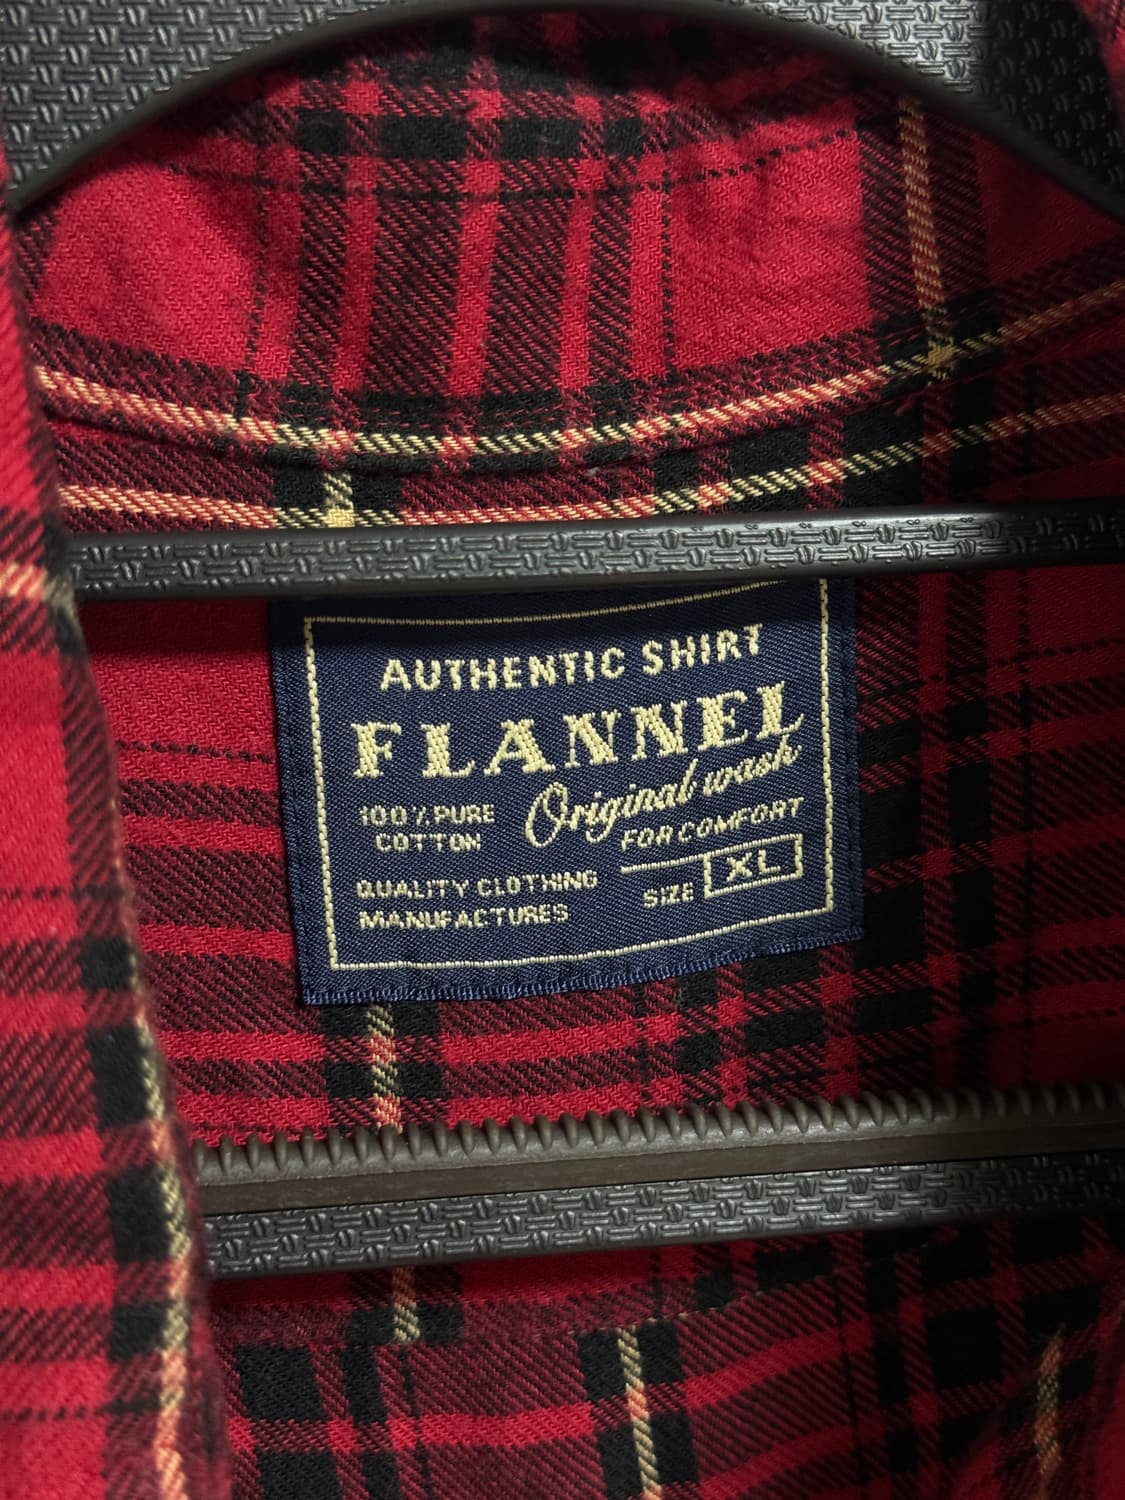 AUTHENTIC SHIRT
FLANNEL
Original wash
100% PURE
COTTON
FOR COMFORT
QUALITY CLOTHING
MANUFACTURES
SIZE XL